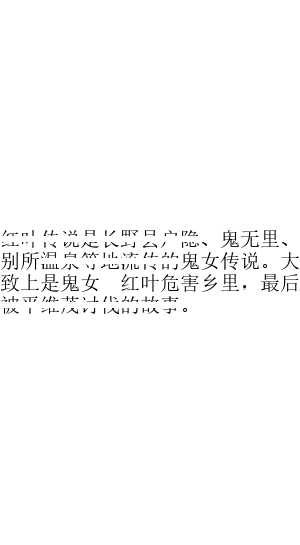 红叶传说是长野县户隐、鬼无里、
别所温泉等地流传的鬼女传说。大
致上是鬼女 红叶危害乡里，最后
被平维茂讨伐的故事。